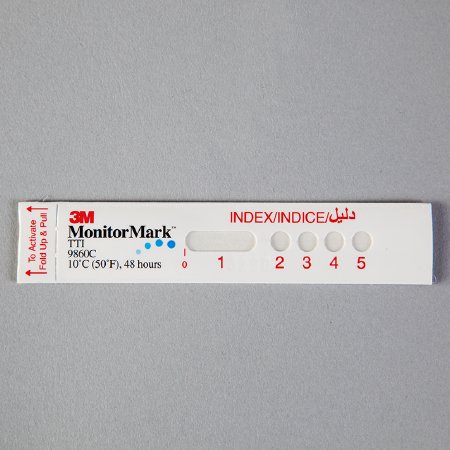 To Activate
Fold Up & Pull
3M
MonitorMark™
TTI
9860C
10°C (50°F), 48 hours
INDEX/INDICE/دليل
0 1 2 3 4 5